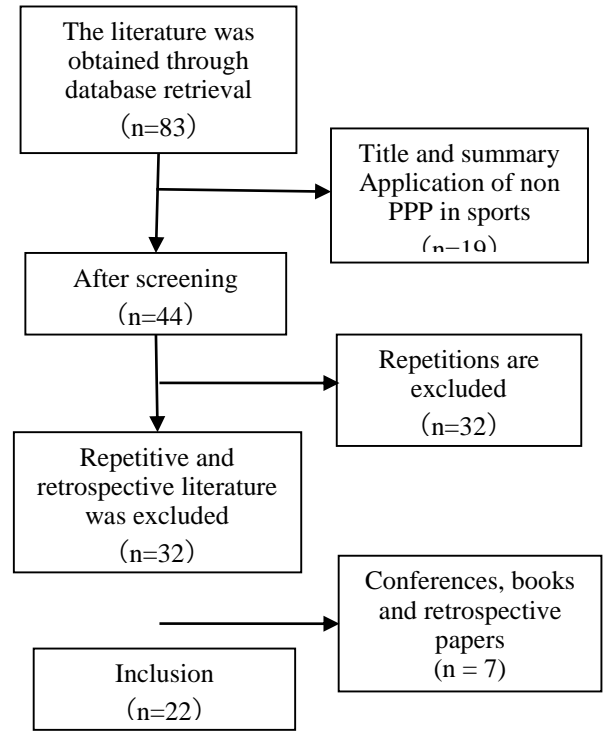 The literature was
obtained through
database retrieval
（n=83）
Title and summary
Application of non
PPP in sports
（n=19）
After screening
（n=44）
Repetitions are
excluded
（n=32）
Repetitive and
retrospective literature
was excluded
（n=32）
Conferences, books
and retrospective
papers
(n = 7）
Inclusion
（n=22）